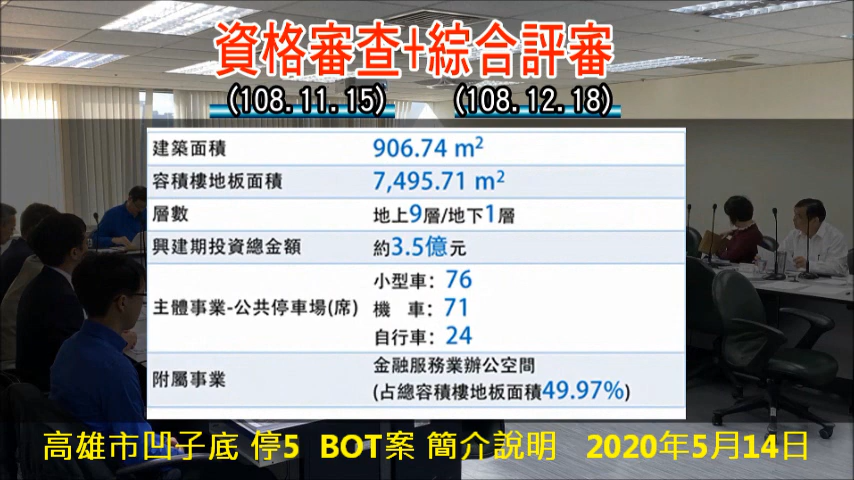 資格審查+綜合評審
(108.11.15) (108.12.18)
建築面積 906.74 m²
容積樓地板面積 7,495.71 m²
層數 地上9層/地下1層
興建期投資總金額 約3.5億元
主體事業-公共停車場(席) 小型車：76
機 車：71
自行車：24
附屬事業 金融服務業辦公空間
(占總容積樓地板面積49.97%)
高雄市凹子底 停5 BOT案 簡介說明 2020年5月14日